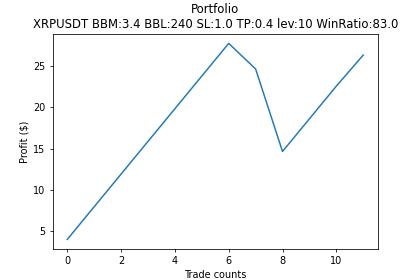 Portfolio
XRPUSDT BBM:3.4 BBL:240 SL:1.0 TP:0.4 lev:10 WinRatio:83.0
25
20
15
10
5
Profit ($)
0 2 4 6 8 10
Trade counts